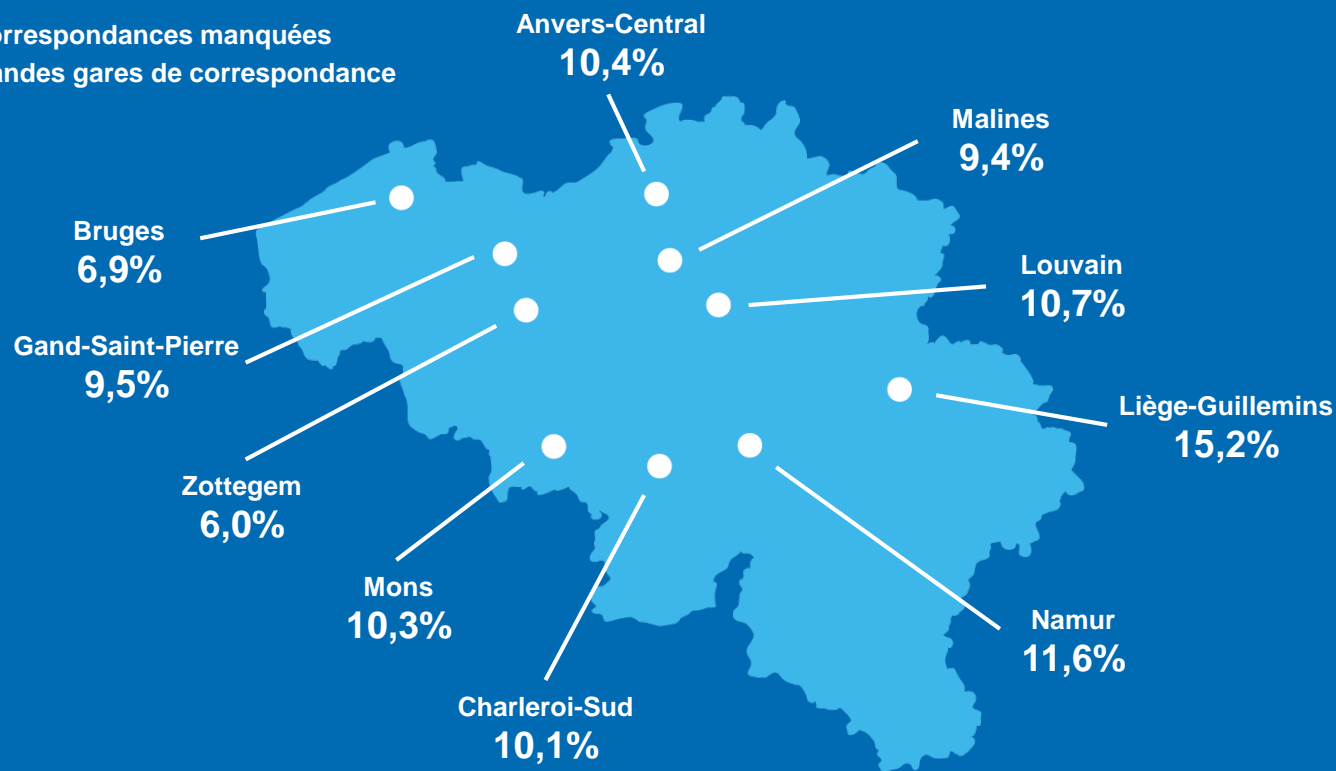 orrespondances manquées
andes gares de correspondance
Anvers-Central
10,4%
Malines
9,4%
Bruges
6,9%
Louvain
10,7%
Gand-Saint-Pierre
9,5%
Liège-Guillemins
15,2%
Zottegem
6,0%
Mons
10,3%
Namur
11,6%
Charleroi-Sud
10,1%